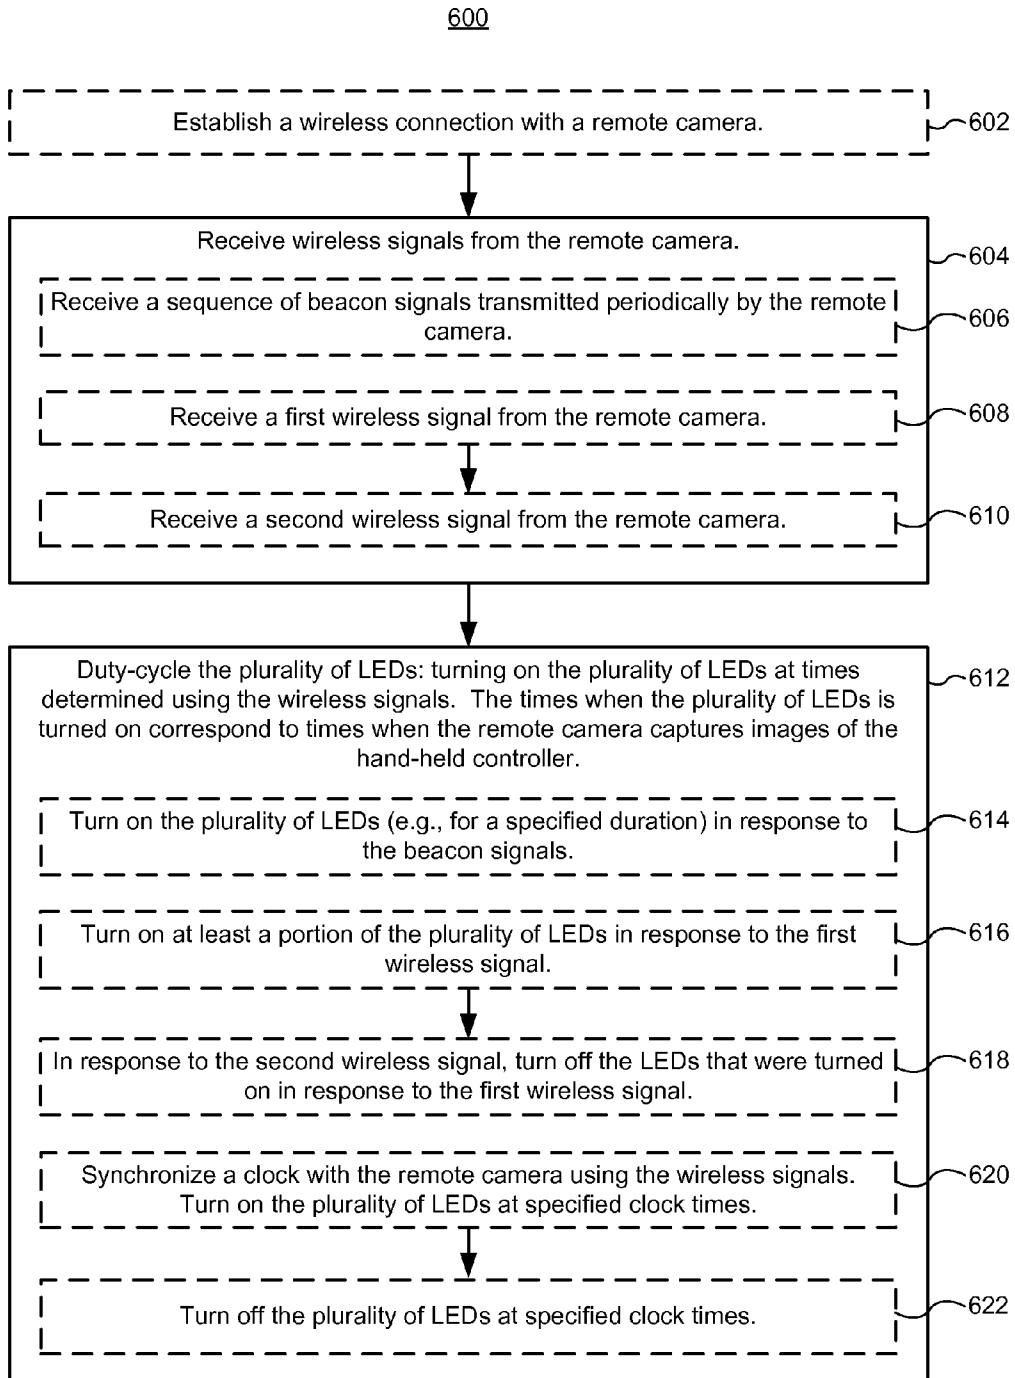 600
Establish a wireless connection with a remote camera.
602
Receive wireless signals from the remote camera.
604
Receive a sequence of beacon signals transmitted periodically by the remote
camera.
606
Receive a first wireless signal from the remote camera.
608
Receive a second wireless signal from the remote camera.
610
Duty-cycle the plurality of LEDs: turning on the plurality of LEDs at times
determined using the wireless signals.  The times when the plurality of LEDs is
turned on correspond to times when the remote camera captures images of the
hand-held controller.
612
Turn on the plurality of LEDs (e.g., for a specified duration) in response to
the beacon signals.
614
Turn on at least a portion of the plurality of LEDs in response to the first
wireless signal.
616
In response to the second wireless signal, turn off the LEDs that were turned
on in response to the first wireless signal.
618
Synchronize a clock with the remote camera using the wireless signals.
Turn on the plurality of LEDs at specified clock times.
620
Turn off the plurality of LEDs at specified clock times.
622